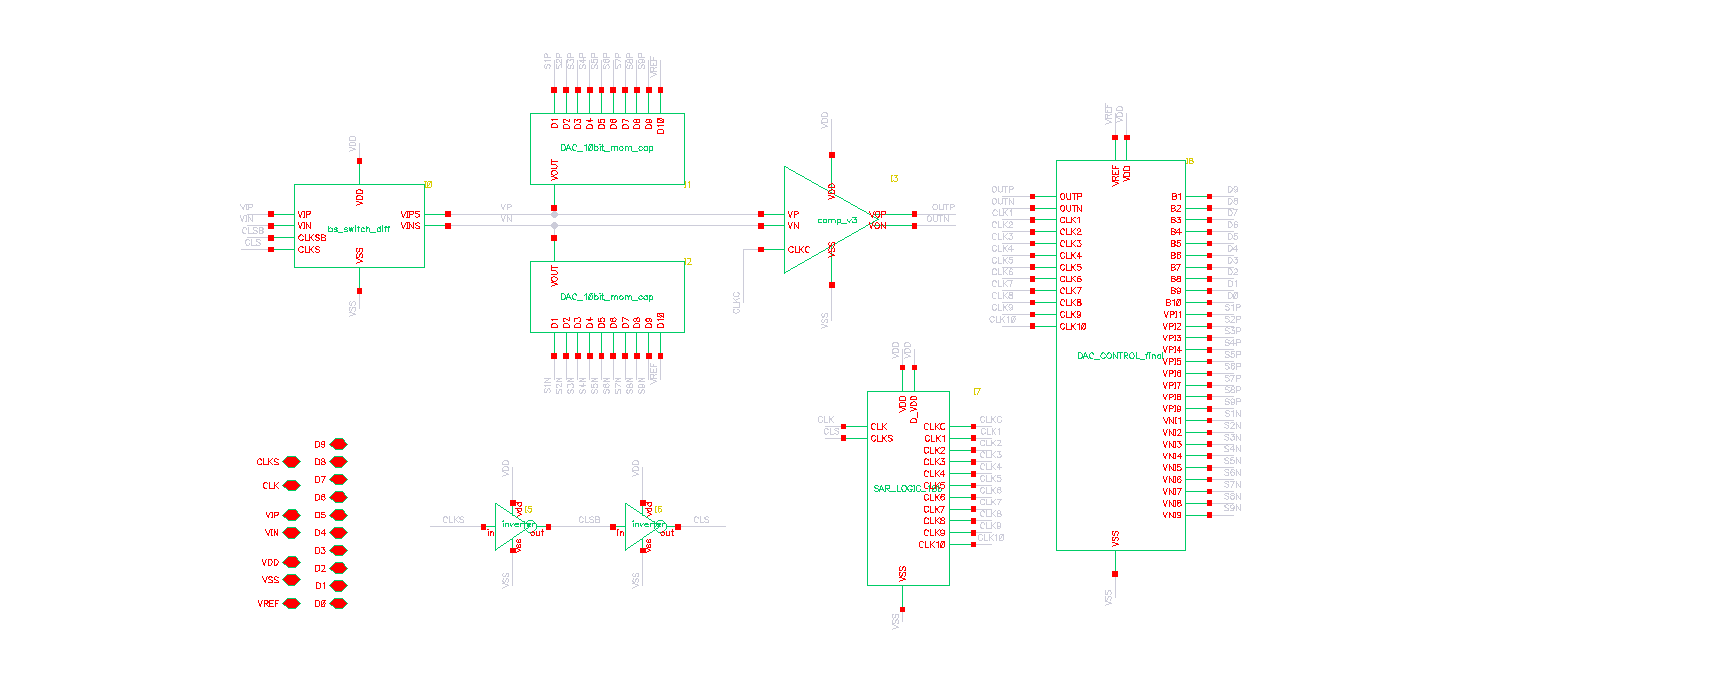 S1P
S2P
S3P
S4P
S5P
S6P
S7P
S8P
S9P
VREF
D1
D2
D3
D4
D5
D6
D7
D8
D9
D10
DAC_10bit_mom_cap
VOUT
I1
VDD
VDD
I0
VIP
VIN
CLSB
CLS
VIP
VIN
CLKSB
CLKS
bs_switch_diff
VIPS
VINS
VSS
VSS
VP
VN
I2
VOUT
DAC_10bit_mom_cap
D1
D2
D3
D4
D5
D6
D7
D8
D9
D10
S1N
S2N
S3N
S4N
S5N
S6N
S7N
S8N
S9N
VREF
VDD
VDD
I3
VP
VN
CLKC
comp_v3
VOP
VON
OUTP
OUTN
VSS
VSS
CLKC
VREF
VDD
VREF
VDD
I8
OUTP
OUTN
CLK1
CLK2
CLK3
CLK4
CLK5
CLK6
CLK7
CLK8
CLK9
CLK10
OUTP
OUTN
CLK1
CLK2
CLK3
CLK4
CLK5
CLK6
CLK7
CLK8
CLK9
CLK10
DAC_CONTROL_final
B1
B2
B3
B4
B5
B6
B7
B8
B9
B10
VPI1
VPI2
VPI3
VPI4
VPI5
VPI6
VPI7
VPI8
VPI9
VNI1
VNI2
VNI3
VNI4
VNI5
VNI6
VNI7
VNI8
VNI9
D9
D8
D7
D6
D5
D4
D3
D2
D1
D0
S1P
S2P
S3P
S4P
S5P
S6P
S7P
S8P
S9P
S1N
S2N
S3N
S4N
S5N
S6N
S7N
S8N
S9N
VSS
VSS
VDD
VDD
VDD
D_VDD
I7
CLK
CLS
CLK
CLKS
CLKC
CLK1
CLK2
CLK3
CLK4
CLK5
CLK6
CLK7
CLK8
CLK9
CLK10
CLKC
CLK1
CLK2
CLK3
CLK4
CLK5
CLK6
CLK7
CLK8
CLK9
CLK10
VSS
VSS
CLKS
CLK
VIP
VIN
VDD
VSS
VREF
D9
D8
D7
D6
D5
D4
D3
D2
D1
D0
VDD
I5
vdd
CLKS
in
inverter
out
vss
VSS
CLSB
VDD
I6
vdd
in
inverter
out
vss
VSS
CLS